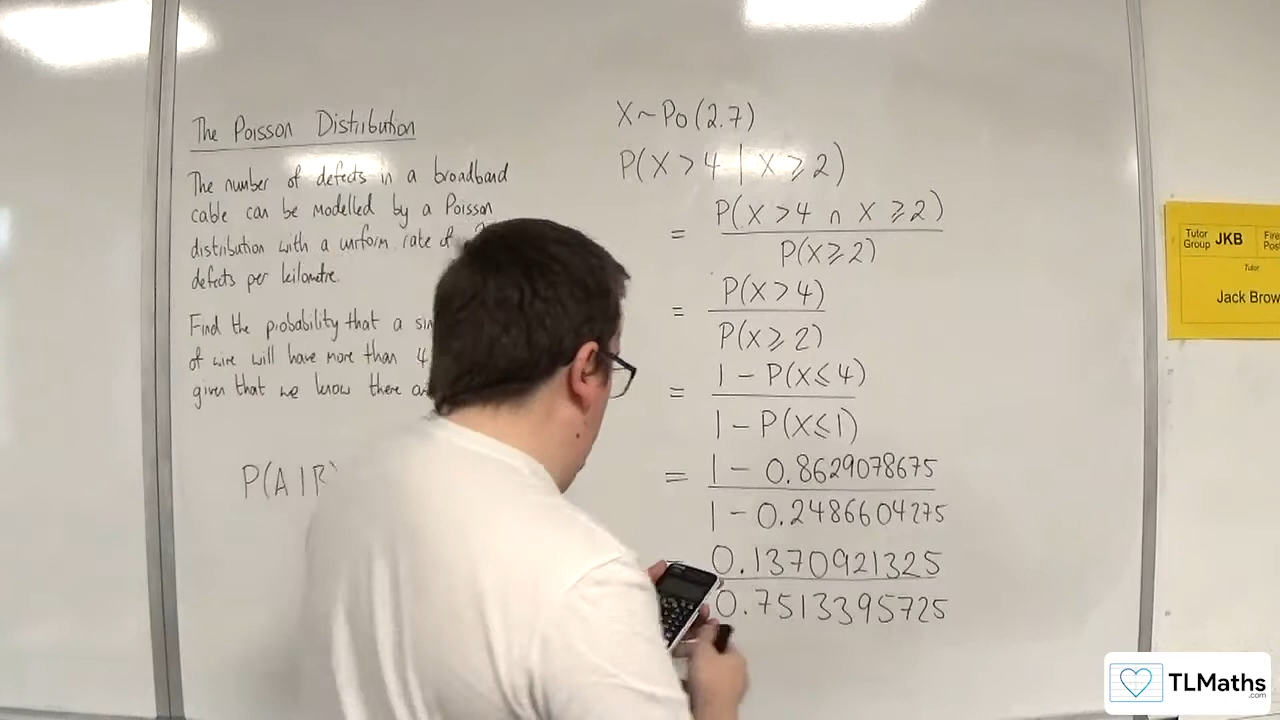 The Poisson Distribution
The number of defects in a broadband
cable can be modelled by a Poisson
distribution with a uniform rate of
defects per kilometre.
Find the probability that a
of wire will have more than 4
given that we know there
P(A|B)
X~Po(2.7)
P(X>4 | X⩾2)
= P(X>4 ∩ X⩾2)
P(X⩾2)
= P(X>4)
P(X⩾2)
= 1 - P(X⩽4)
1 - P(X⩽1)
= 1 - 0.8629078675
1 - 0.2486604275
0.1370921325
0.7513395725
Tutor Group JKB
Tutor
Jack
TLMaths
.com